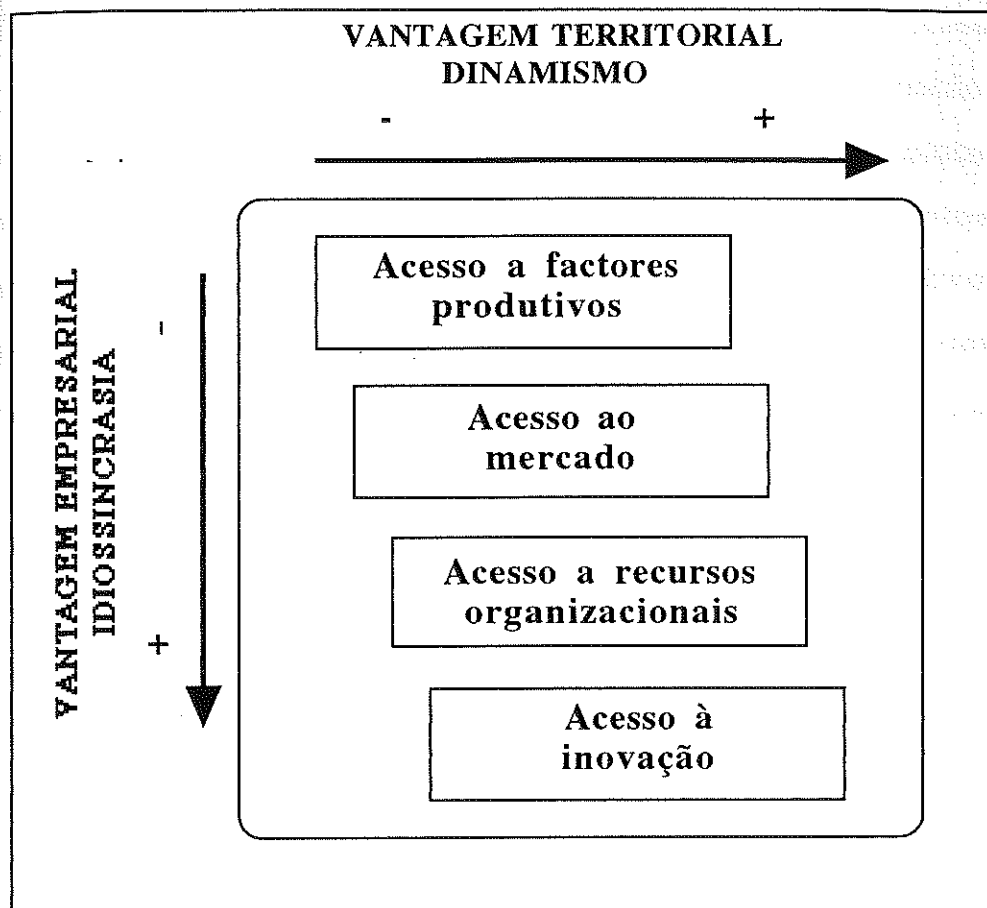 VANTAGEM TERRITORIAL
DINAMISMO
- +
VANTAGEM EMPRESARIAL
IDIOSSINCRASIA
-
+
Acesso a factores
produtivos
Acesso ao
mercado
Acesso a recursos
organizacionais
Acesso à
inovação